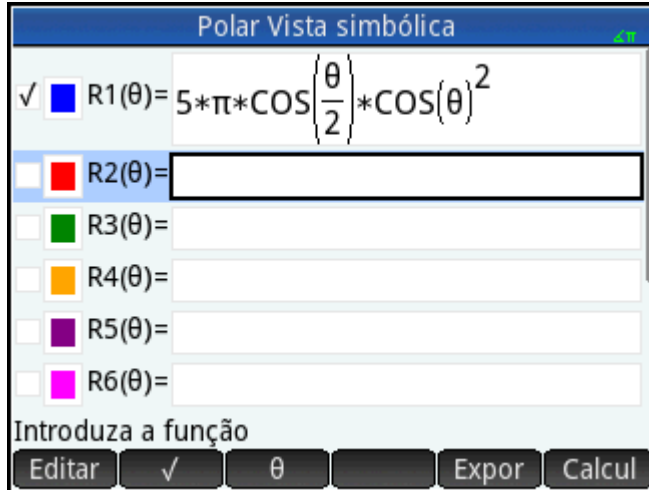 Polar Vista simbólica
∡π
√ R1(θ)= 5*π*COS(θ/2)*COS(θ)²
R2(θ)=
R3(θ)=
R4(θ)=
R5(θ)=
R6(θ)=
Introduza a função
Editar √ θ Expor Calcul